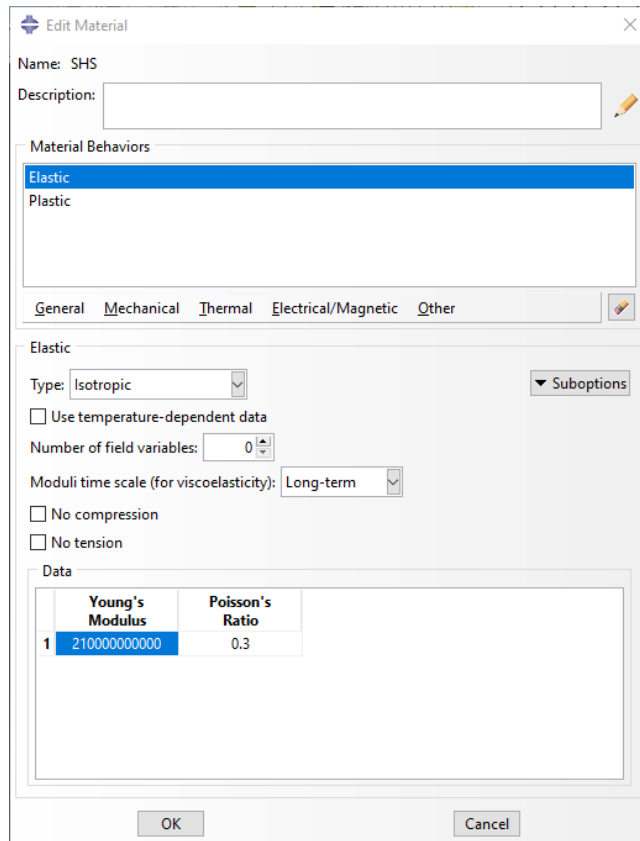 Edit Material
Name: SHS
Description:
Material Behaviors
Elastic
Plastic
General Mechanical Thermal Electrical/Magnetic Other
Elastic
Type: Isotropic
Suboptions
Use temperature-dependent data
Number of field variables: 0
Moduli time scale (for viscoelasticity): Long-term
No compression
No tension
Data
Young's Poisson's
Modulus Ratio
1 210000000000 0.3
OK Cancel